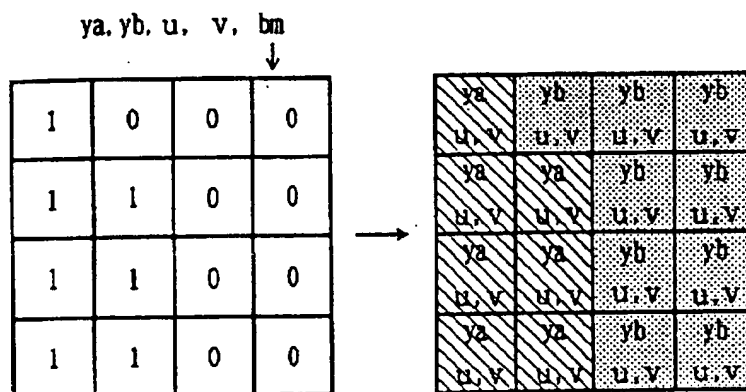 ya, yb, u, v, bm
1 0 0 0
1 1 0 0
1 1 0 0
1 1 0 0
ya yb yb yb
u, v u, v u, v u, v
ya ya yb yb
u, v u, v u, v u, v
ya ya yb yb
u, v u, v u, v u, v
ya ya yb yb
u, v u, v u, v u, v